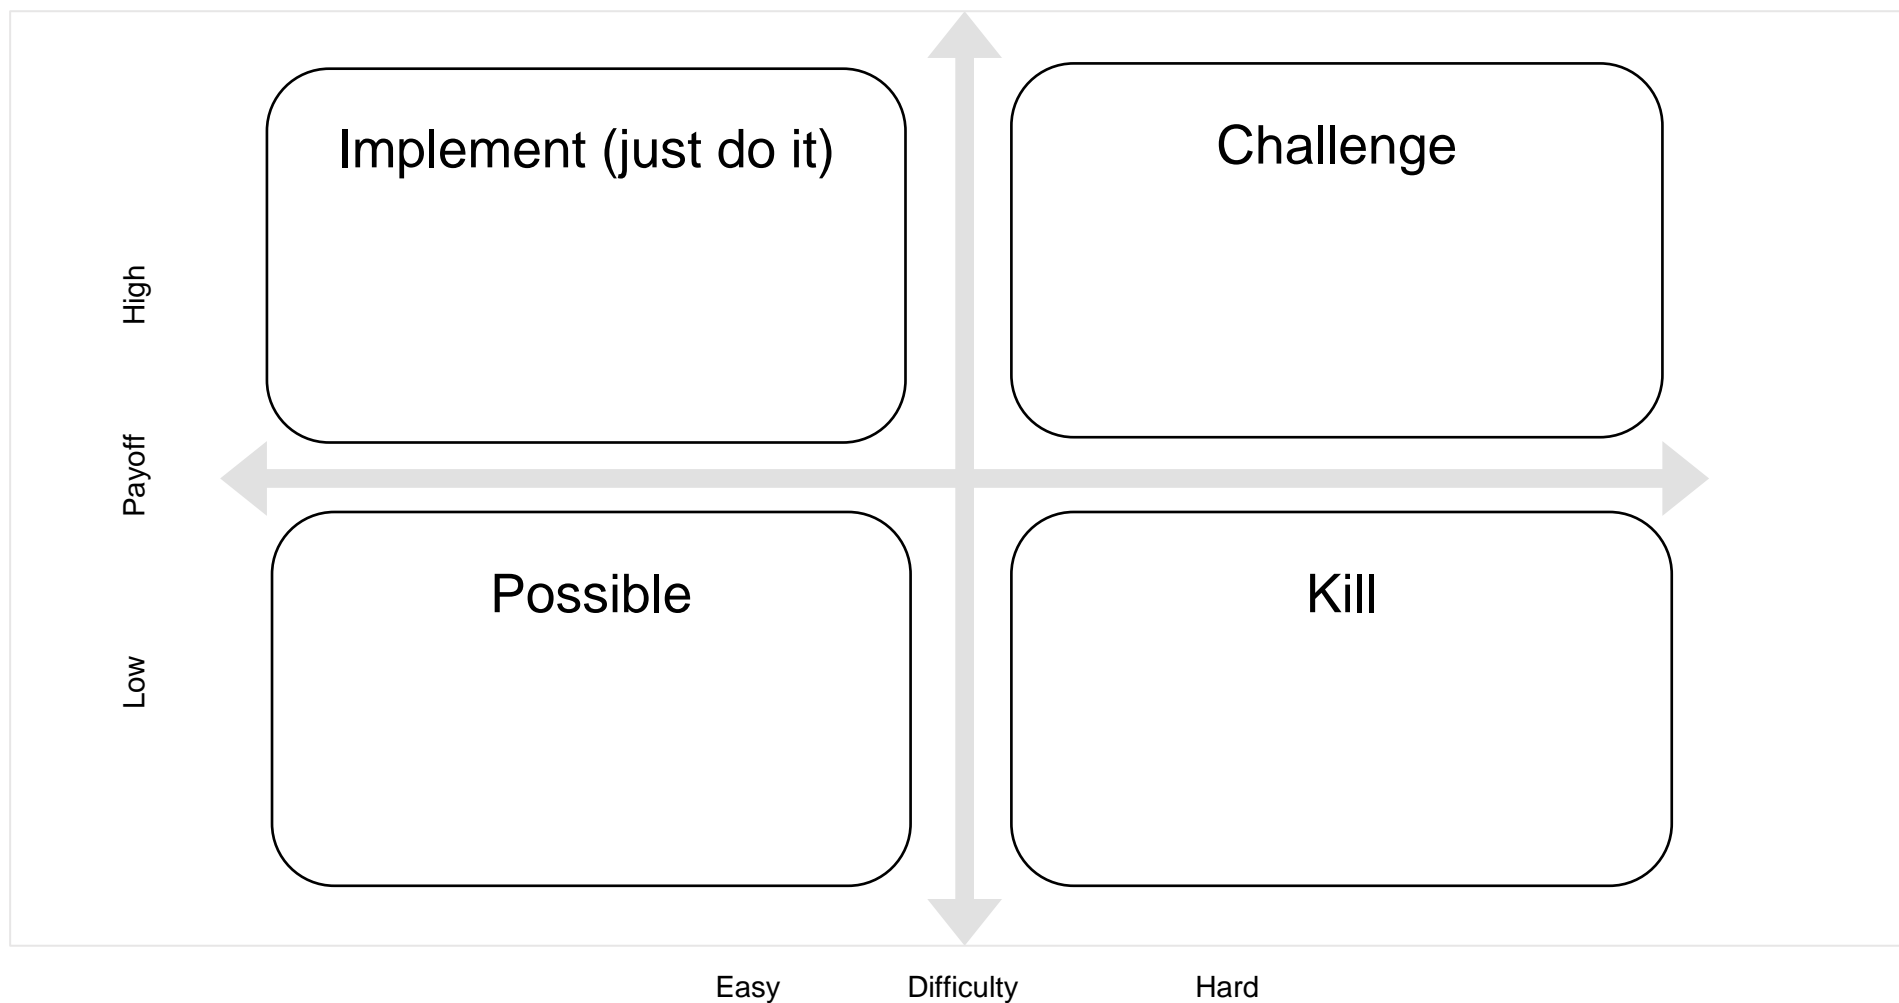 Implement (just do it)
Challenge
High
Payoff
Possible
Kill
Low
Easy Difficulty Hard